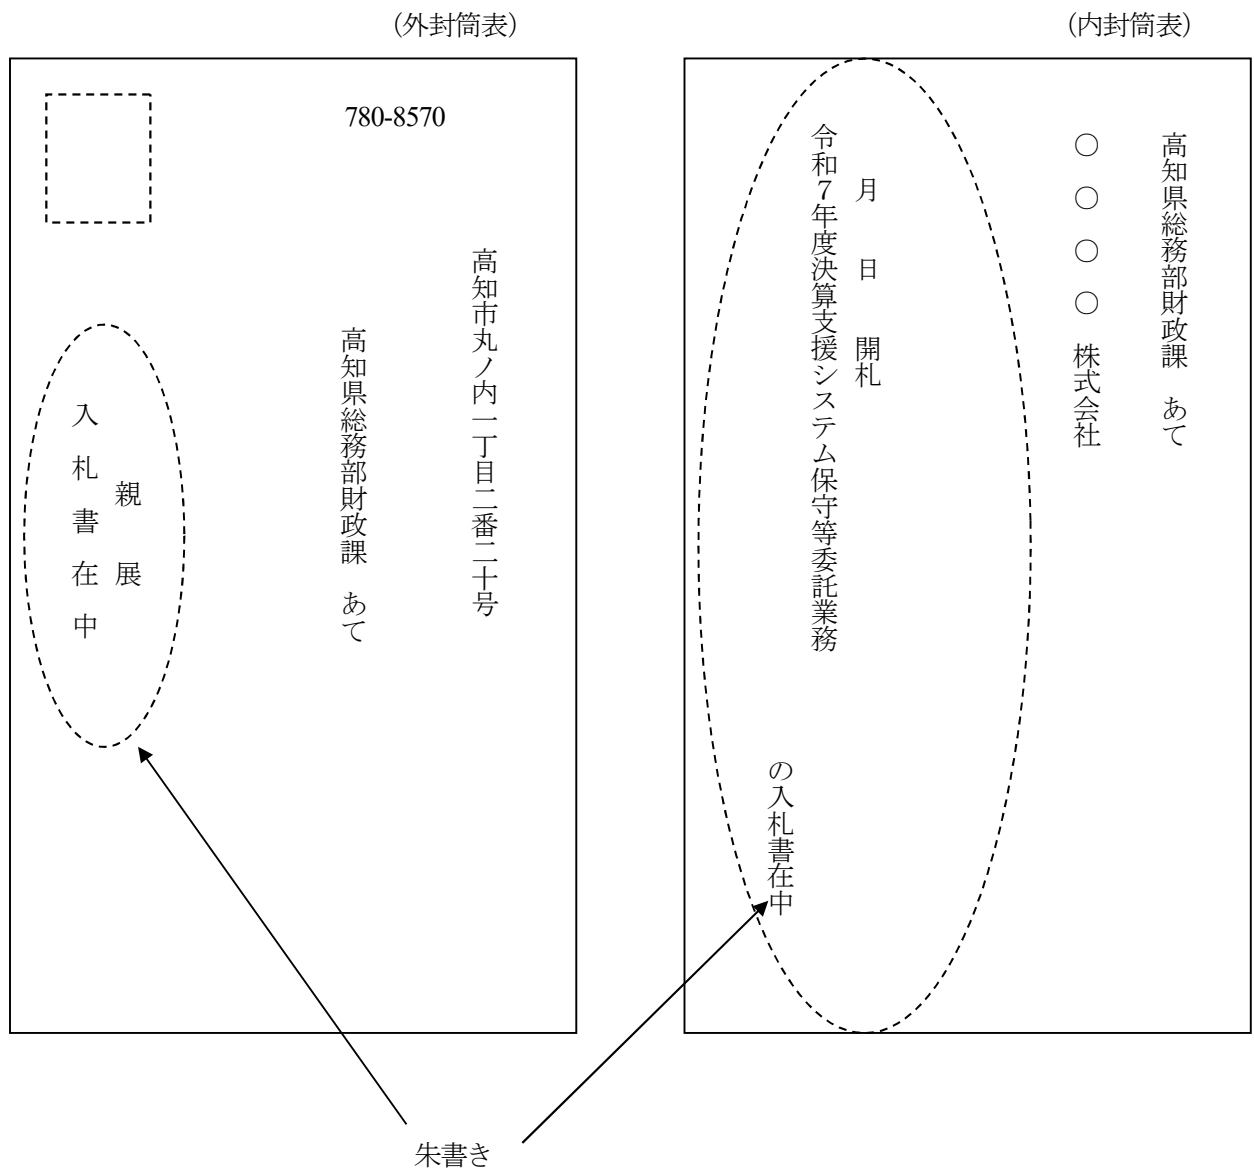 (外封筒表)
780-8570
高知市丸ノ内一丁目二番二十号
高知県総務部財政課　あて
親　展
入札書在中
(内封筒表)
高知県総務部財政課　あて
〇〇〇〇株式会社
月　日　開札
令和７年度決算支援システム保守等委託業務
の入札書在中
朱書き